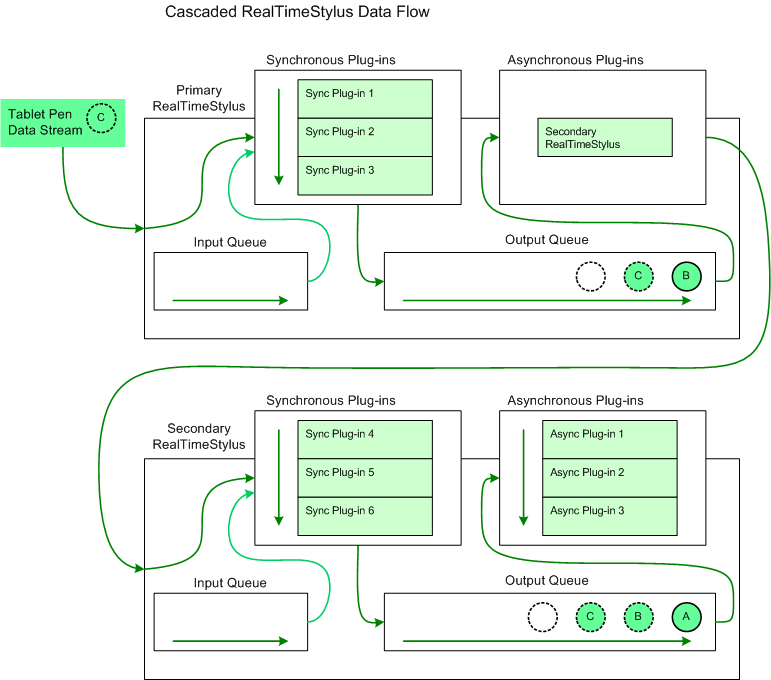 Cascaded RealTimeStylus Data Flow
Synchronous Plug-ins
Asynchronous Plug-ins
Primary
RealTimeStylus
Tablet Pen
Data Stream
C
Sync Plug-in 1
Sync Plug-in 2
Sync Plug-in 3
Secondary
RealTimeStylus
Input Queue
Output Queue
C
B
Synchronous Plug-ins
Asynchronous Plug-ins
Secondary
RealTimeStylus
Sync Plug-in 4
Sync Plug-in 5
Sync Plug-in 6
Async Plug-in 1
Async Plug-in 2
Async Plug-in 3
Input Queue
Output Queue
C
B
A